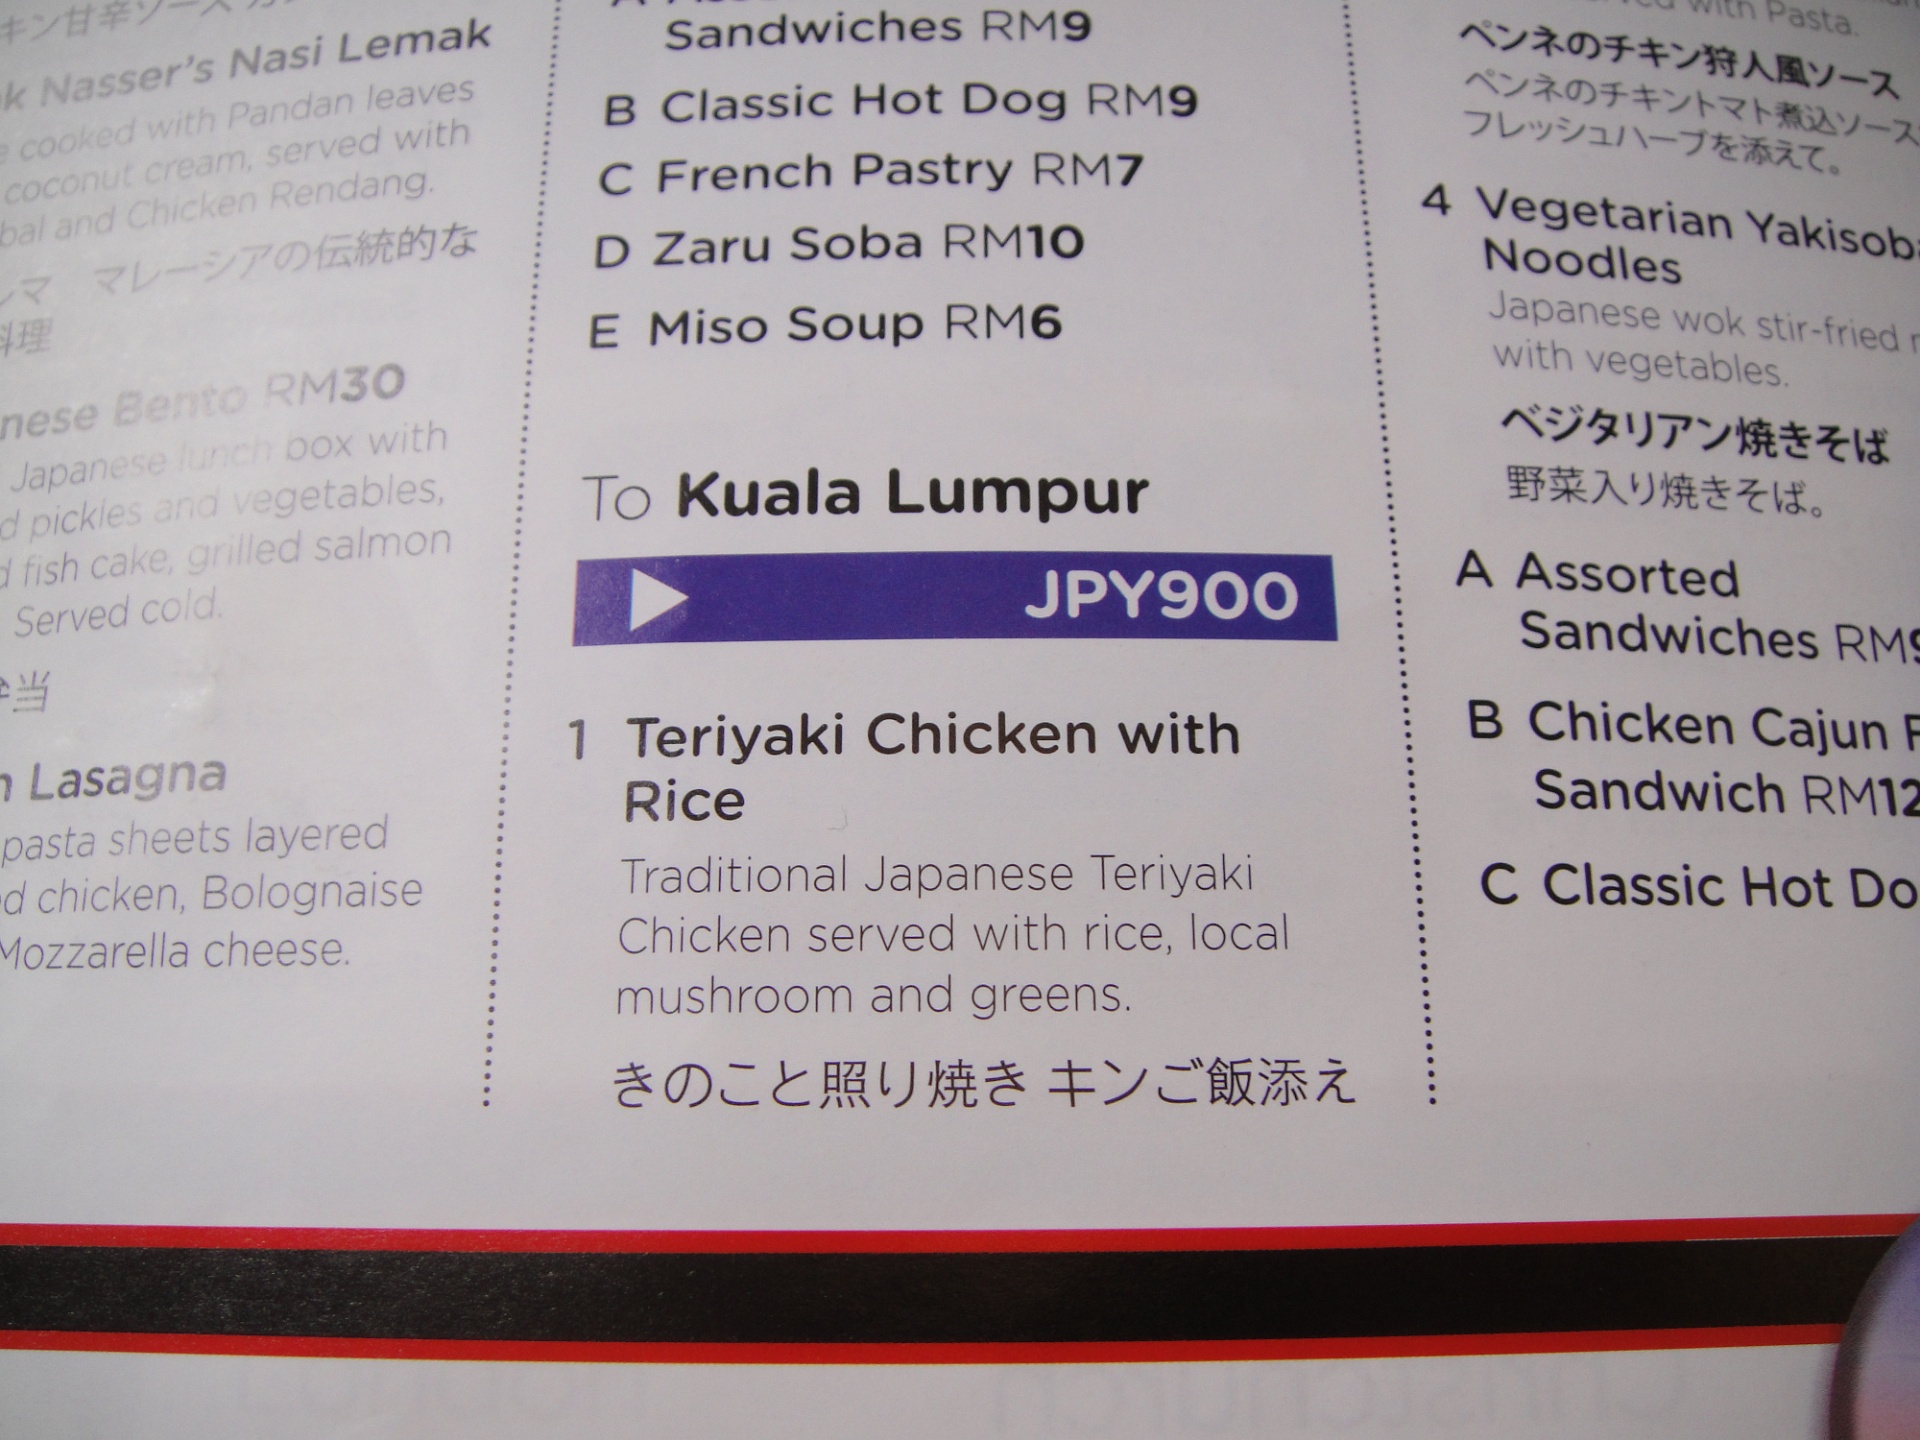 Nasser's Nasi Lemak
cooked with Pandan leaves
coconut cream, served with
and Chicken Rendang.
マレーシアの伝統的な
料理
Bento RM30
Japanese lunch box with
pickles and vegetables,
fish cake, grilled salmon
Served cold.
弁当
Lasagna
pasta sheets layered
chicken, Bolognaise
Mozzarella cheese.
Sandwiches RM9
B Classic Hot Dog RM9
C French Pastry RM7
D Zaru Soba RM10
E Miso Soup RM6
To Kuala Lumpur
JPY900
1 Teriyaki Chicken with
Rice
Traditional Japanese Teriyaki
Chicken served with rice, local
mushroom and greens.
きのこと照り焼き キンご飯添え
with Pasta.
ペンネのチキン狩人風ソース
ペンネのチキントマト煮込ソース
フレッシュハーブを添えて。
4 Vegetarian Yakisoba
Noodles
Japanese wok stir-fried
with vegetables.
ベジタリアン焼きそば
野菜入り焼きそば。
A Assorted
Sandwiches RM9
B Chicken Cajun
Sandwich RM12
C Classic Hot